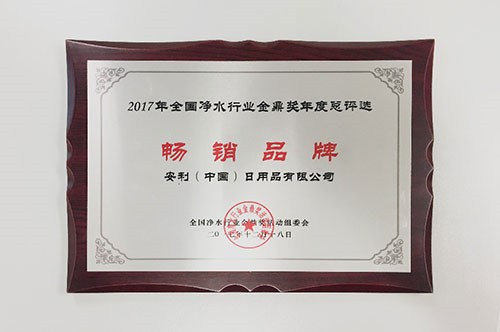 2017年全国净水行业金鼎奖年度总评选
畅销品牌
安利（中国）日用品有限公司
全国净水行业金鼎奖活动组委会
二〇一七年十二月十八日